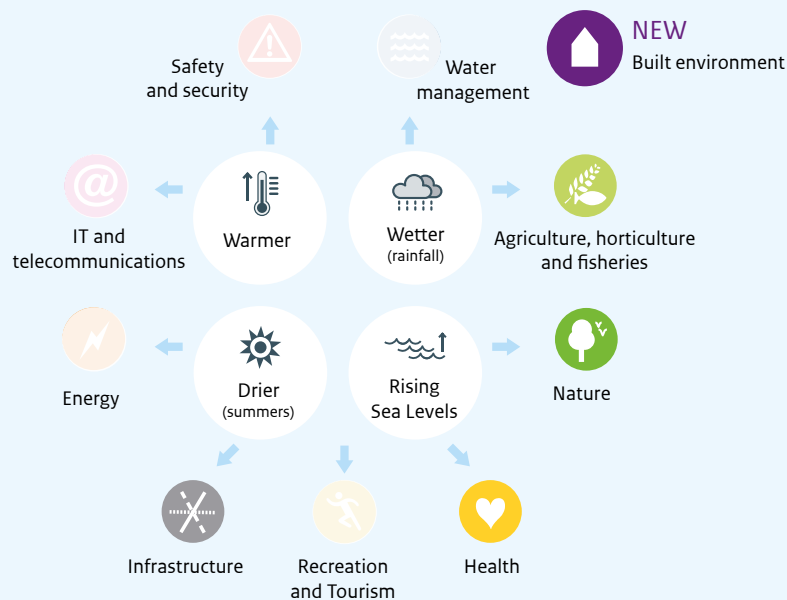 NEW
Built environment
Safety
and security
Water
management
@
IT and
telecommunications
Warmer
Wetter
(rainfall)
Agriculture, horticulture
and fisheries
Energy
Drier
(summers)
Rising
Sea Levels
Nature
Infrastructure
Recreation
and Tourism
Health